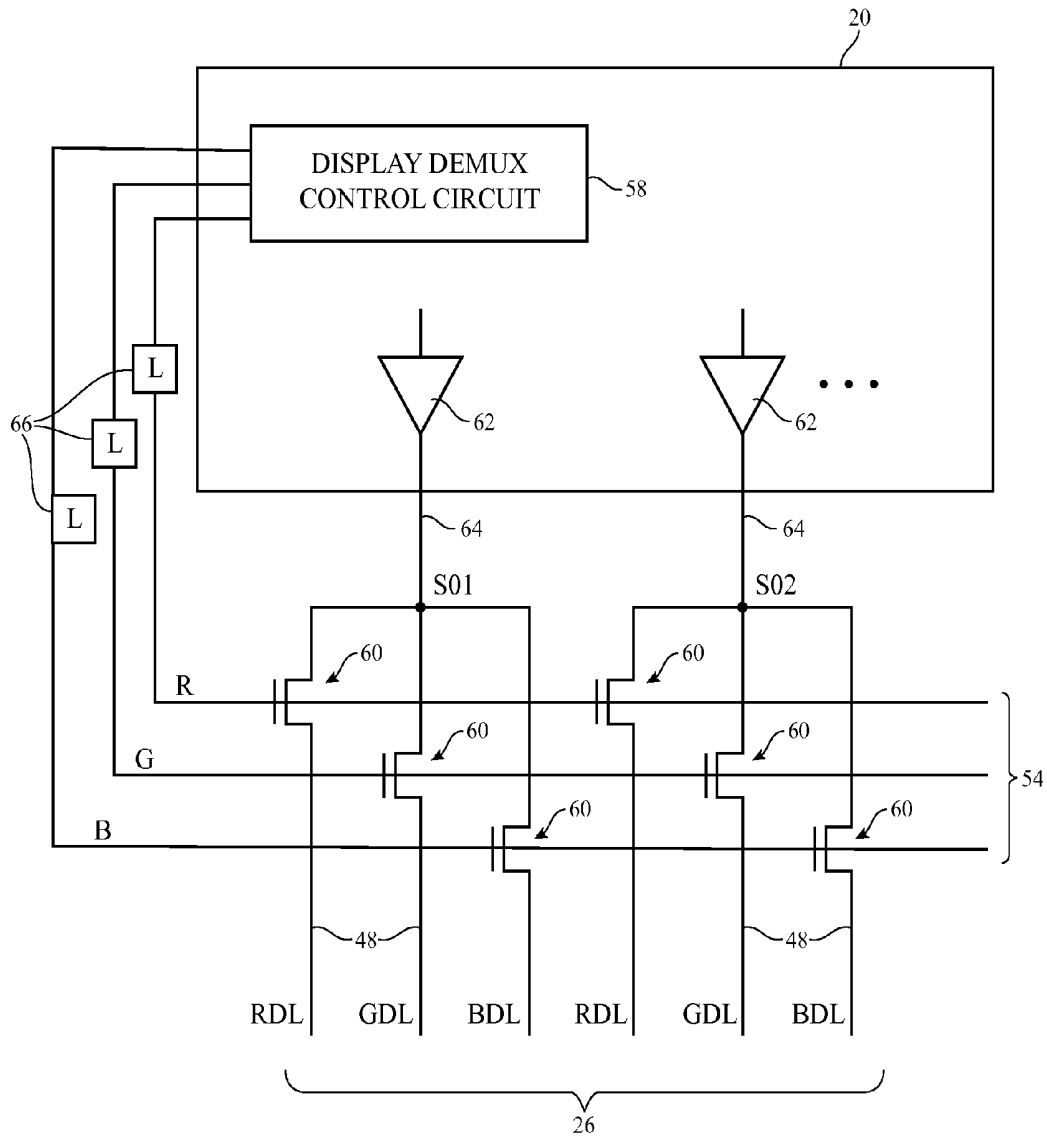 20
DISPLAY DEMUX
CONTROL CIRCUIT
58
L
66
L
L
62
62
64
64
S01
S02
60
60
R
60
60
G
54
60
60
B
48
48
RDL
GDL
BDL
RDL
GDL
BDL
26